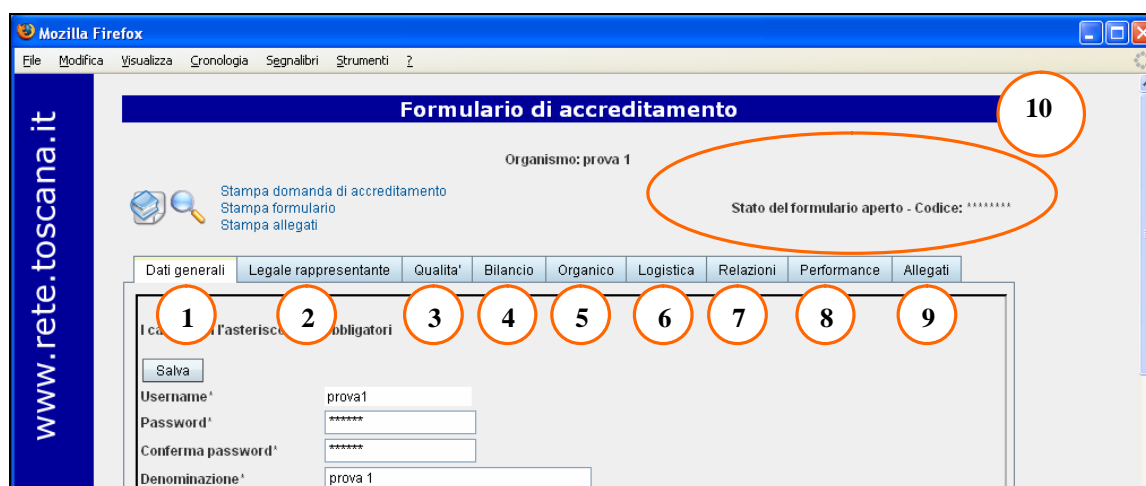 Mozilla Firefox
File Modifica Visualizza Cronologia Segnalibri Strumenti ?
www.rete.toscana.it
Formulario di accreditamento
10
Organismo: prova 1
Stampa domanda di accreditamento
Stampa formulario
Stampa allegati
Stato del formulario aperto - Codice: ********
Dati generali Legale rappresentante Qualita' Bilancio Organico Logistica Relazioni Performance Allegati
1 2 3 4 5 6 7 8 9
I l'asterisco obbligatori
Salva
Username* prova1
Password* ******
Conferma password* ******
Denominazione* prova 1